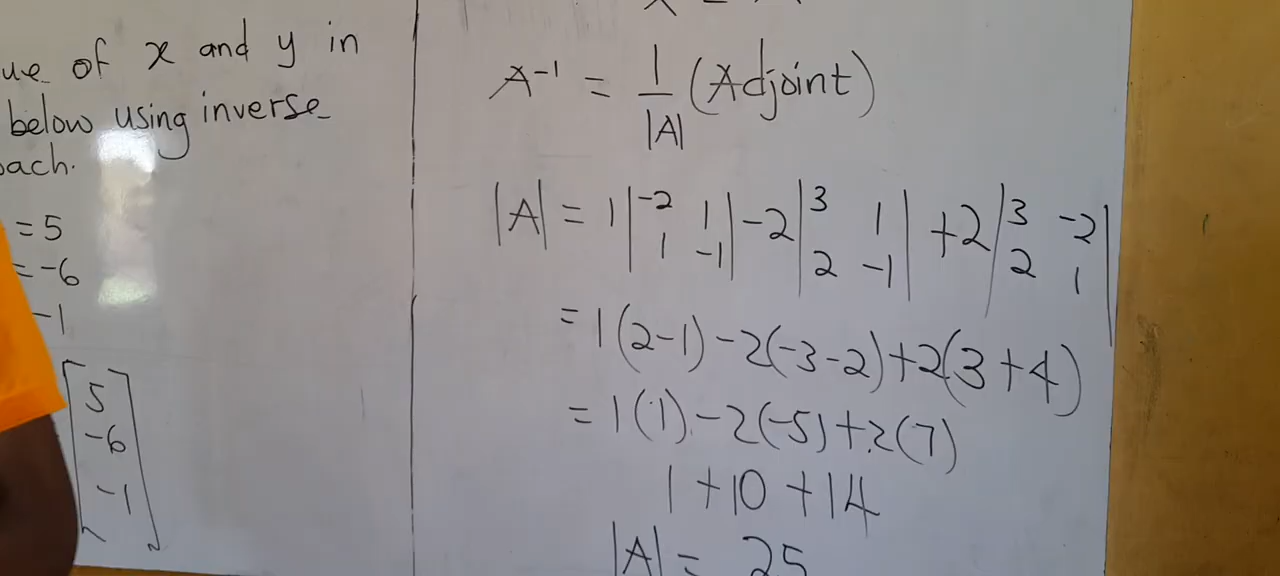 ue of x and y in
below using inverse
oach.
= 5
= -6
-1
[5
-6
-1]
A⁻¹ = 1/|A| (Adjoint)
|A| = 1|-2 1| -2|3 1| +2|3 -2|
1 -1 2 -1 2 1
= 1(2-1) -2(-3-2) +2(3+4)
= 1(1) -2(-5) +2(7)
1 +10 +14
|A| = 25